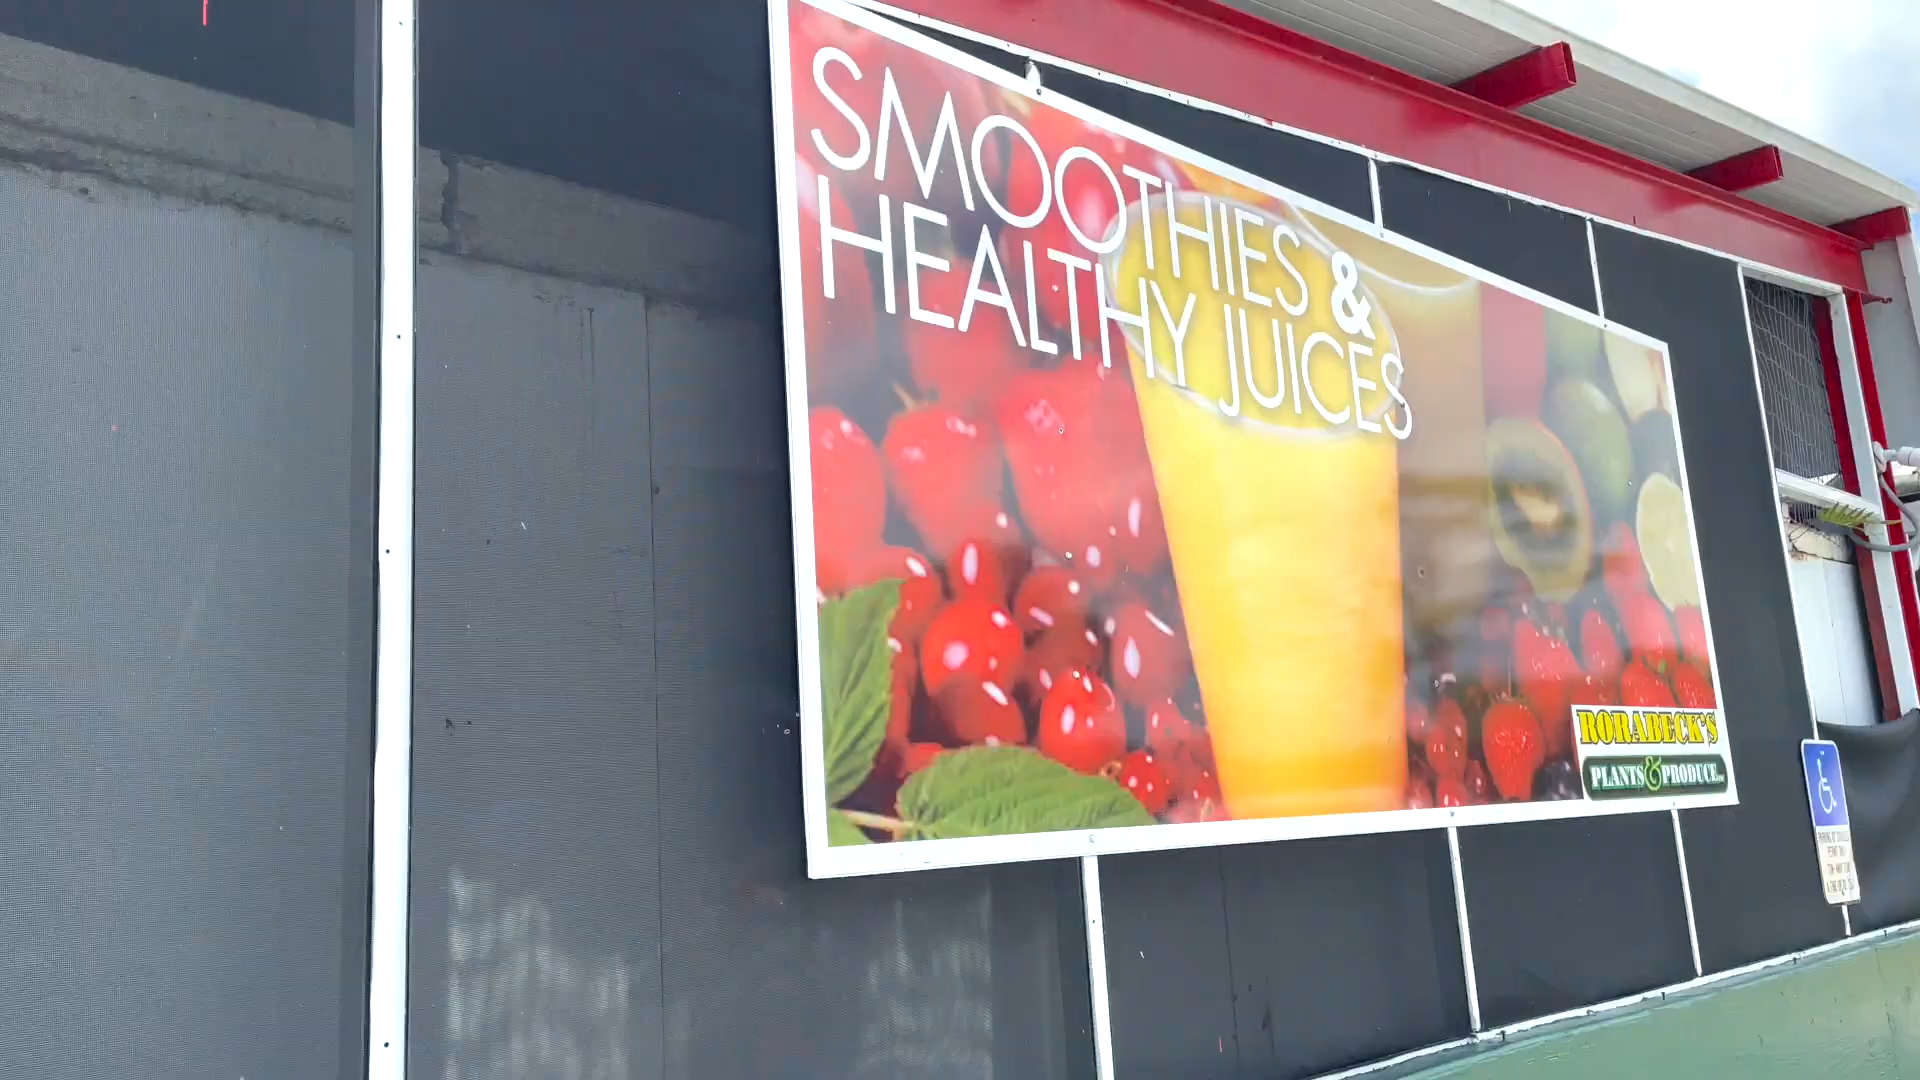 SMOOTHIES &
HEALTHY JUICES
RORABECK'S
PLANTS & PRODUCE